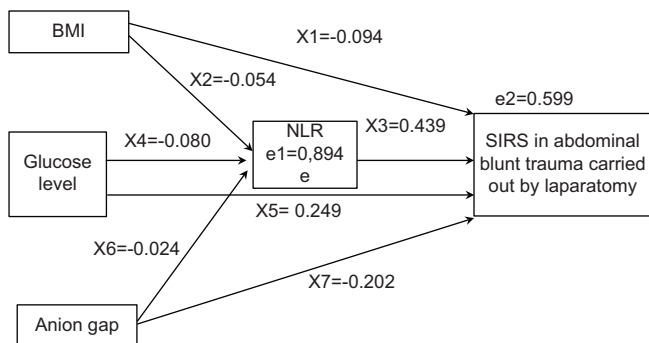 BMI
X1=-0.094
X2=-0.054
e2=0.599
NLR
e1=0,894
e
X3=0.439
X4=-0.080
Glucose
level
SIRS in abdominal
blunt trauma carried
out by laparatomy
X5= 0.249
X6=-0.024
X7=-0.202
Anion gap